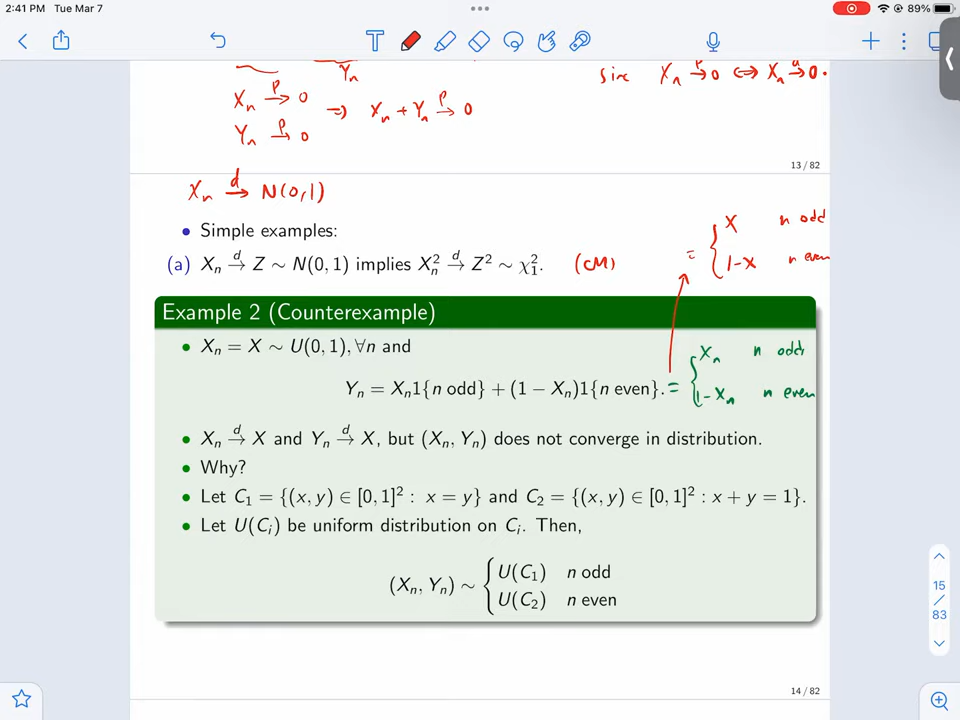 2:41 PM Tue Mar 7
89%
Yₙ
Xₙ →ᵖ 0
Yₙ →ᵖ 0
⇒ Xₙ + Yₙ →ᵖ 0
Xₙ →ᵖ 0 ⟺ Xₙ →ᵈ 0.
13 / 82
Xₙ →ᵈ N(0,1)
• Simple examples:
(a) Xₙ →ᵈ Z ∼ N(0, 1) implies Xₙ² →ᵈ Z² ∼ χ₁².
(CM)
= { X n odd
1-X n even
Example 2 (Counterexample)
• Xₙ = X ∼ U(0, 1), ∀n and
Yₙ = Xₙ1{n odd} + (1 − Xₙ)1{n even}.
= { Xₙ n odd
1-Xₙ n even
• Xₙ →ᵈ X and Yₙ →ᵈ X, but (Xₙ, Yₙ) does not converge in distribution.
• Why?
• Let C₁ = {(x, y) ∈ [0, 1]² : x = y} and C₂ = {(x, y) ∈ [0, 1]² : x + y = 1}.
• Let U(Cᵢ) be uniform distribution on Cᵢ. Then,
(Xₙ, Yₙ) ∼ { U(C₁) n odd
U(C₂) n even
14 / 82
15
/
83